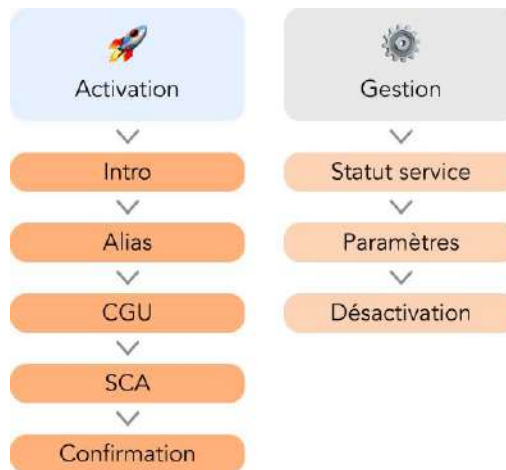 Activation
Intro
Alias
CGU
SCA
Confirmation
Gestion
Statut service
Paramètres
Désactivation